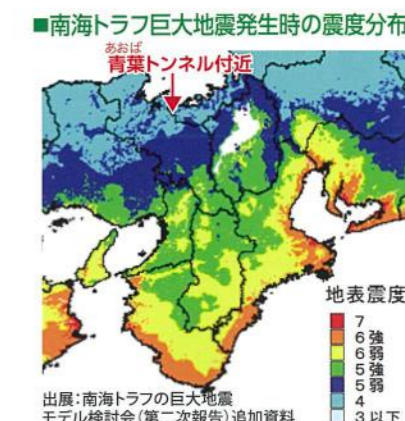 ■南海トラフ巨大地震発生時の震度分布
あおば
青葉トンネル付近
地表震度
7
6強
6弱
5強
5弱
4
3以下
出展:南海トラフの巨大地震
モデル検討会(第二次報告)追加資料